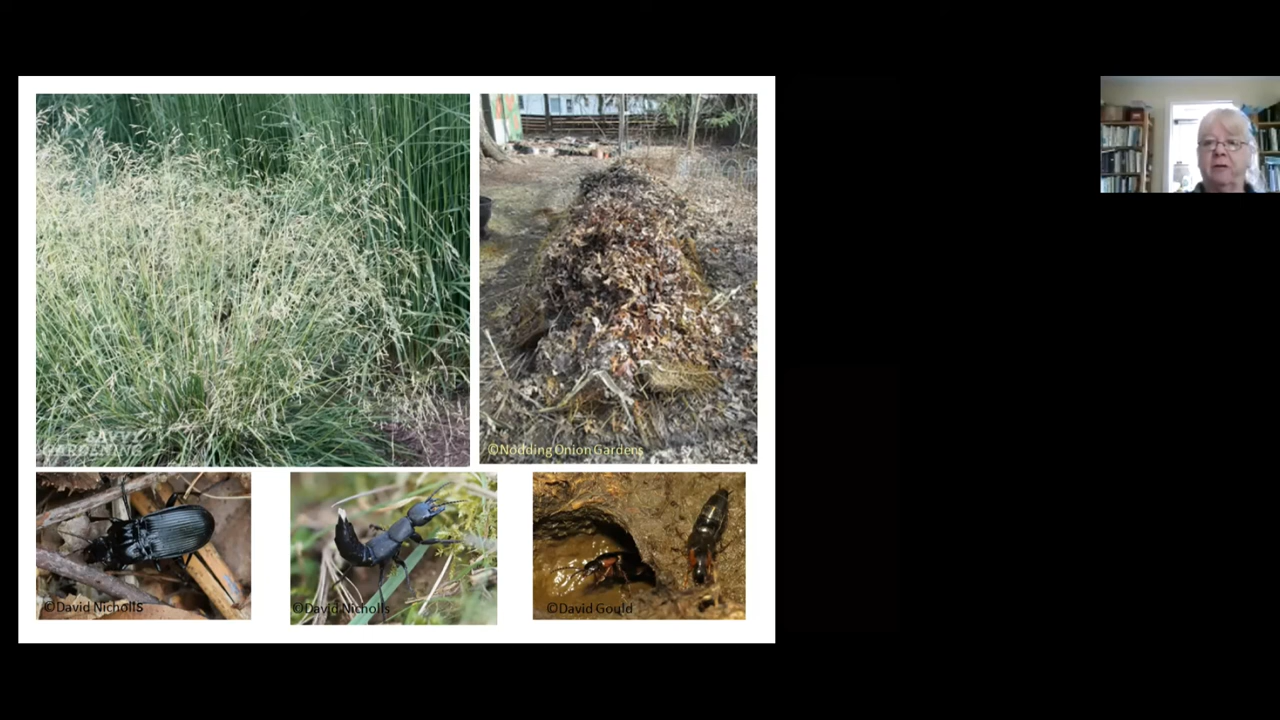 SAVVY
GARDENING
©Nodding Onion Gardens
©David Nicholls
©David Nicholls
©David Gould